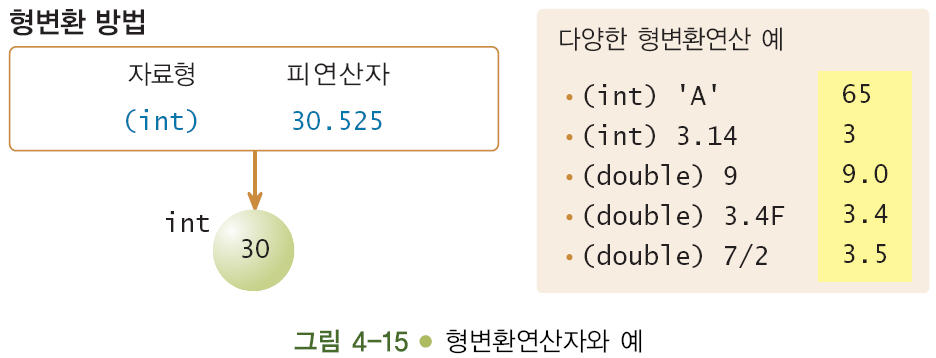 형변환 방법
자료형 피연산자
(int) 30.525
int
30
다양한 형변환연산 예
• (int) 'A' 65
• (int) 3.14 3
• (double) 9 9.0
• (double) 3.4F 3.4
• (double) 7/2 3.5
그림 4-15 ● 형변환연산자와 예